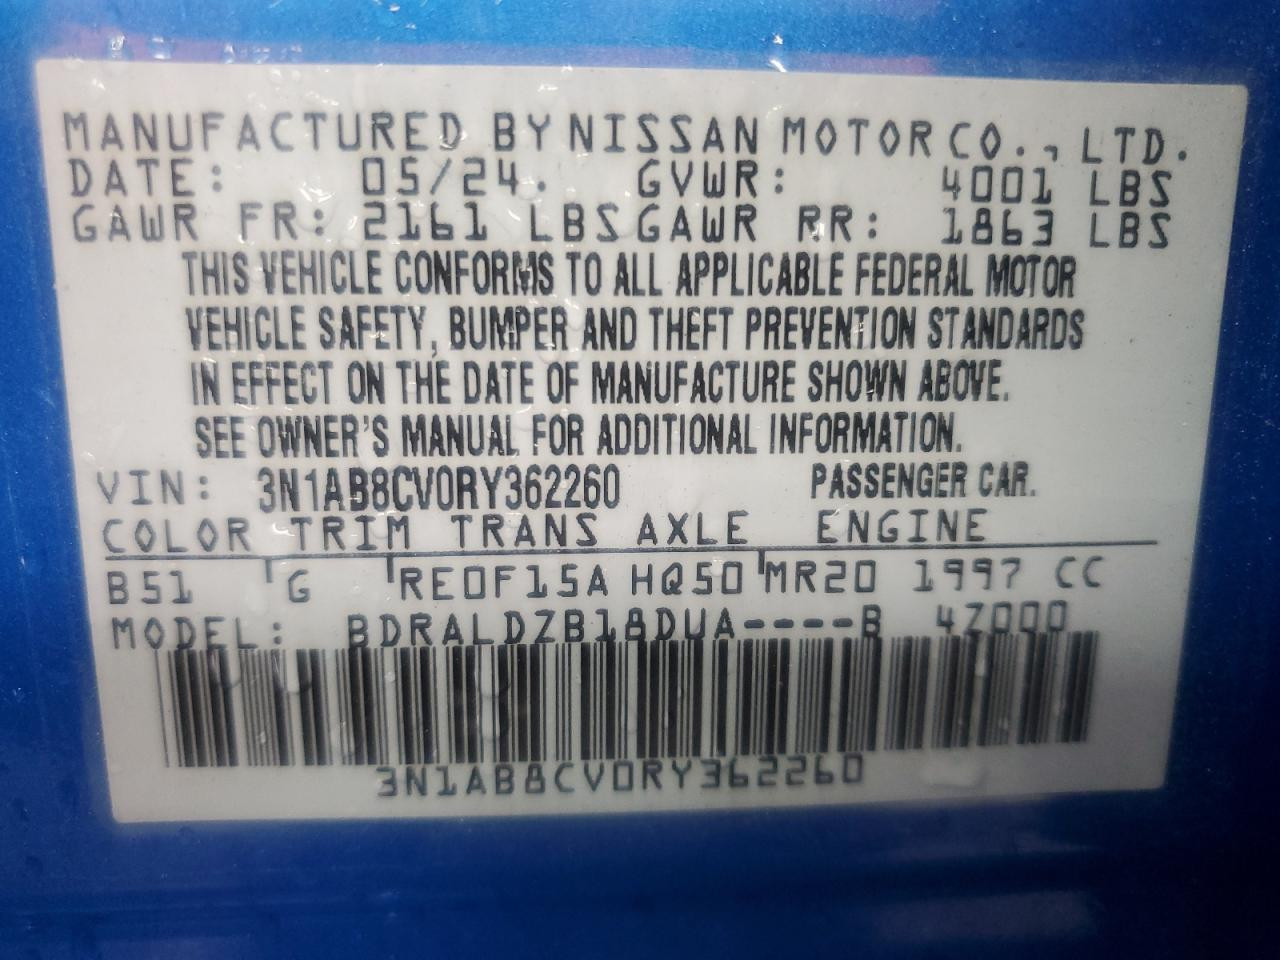 MANUFACTURED BY NISSAN MOTOR CO., LTD.
DATE: 05/24. GVWR: 4001 LBS
GAWR FR: 2161 LBS GAWR RR: 1863 LBS
THIS VEHICLE CONFORMS TO ALL APPLICABLE FEDERAL MOTOR
VEHICLE SAFETY, BUMPER AND THEFT PREVENTION STANDARDS
IN EFFECT ON THE DATE OF MANUFACTURE SHOWN ABOVE.
SEE OWNER'S MANUAL FOR ADDITIONAL INFORMATION.
VIN: 3N1AB8CV0RY362260 PASSENGER CAR.
COLOR TRIM TRANS AXLE ENGINE
B51 G RE0F15A HQ50 MR20 1997 CC
MODEL: BDRALDZB18DUA----B 4Z000
3N1AB8CV0RY362260